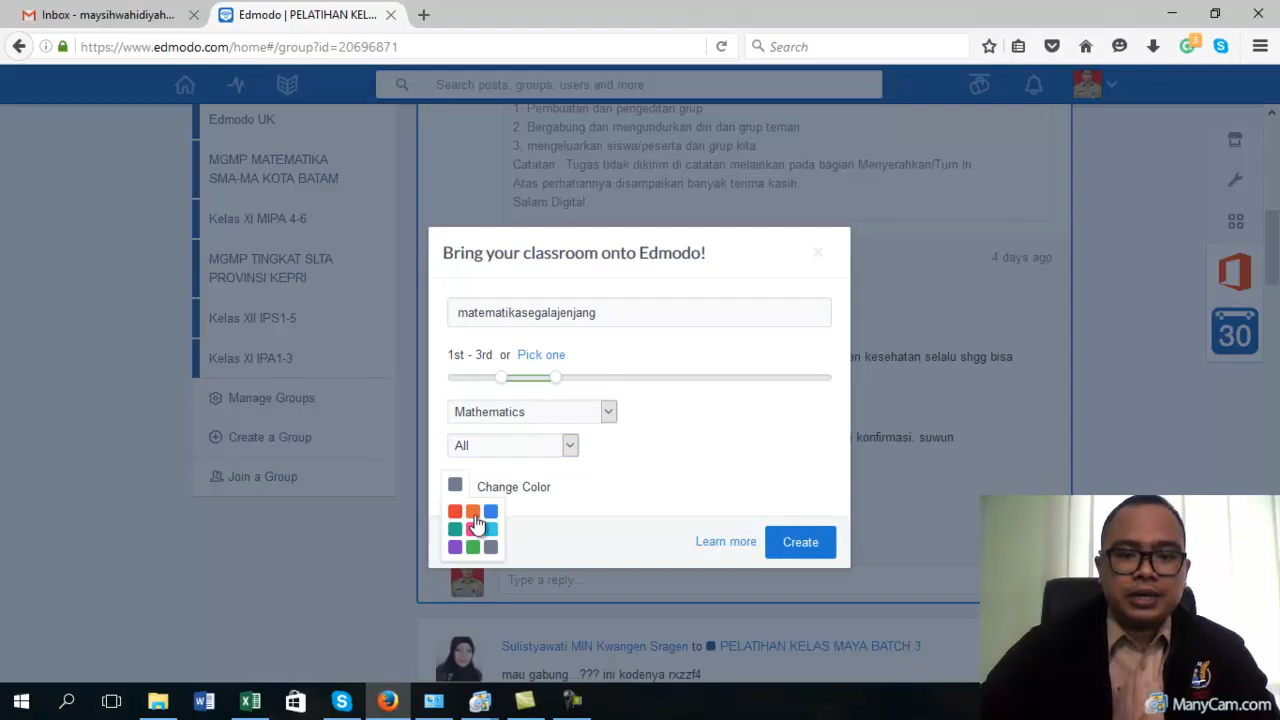 Inbox - maysihwahidiyah...
Edmodo | PELATIHAN KEL...
https://www.edmodo.com/home#/group?id=20696871
Search
3
Search posts, groups, users and more
Edmodo UK
MGMP MATEMATIKA
SMA-MA KOTA BATAM
Kelas XI MIPA 4-6
MGMP TINGKAT SLTA
PROVINSI KEPRI
Kelas XII IPS1-5
Kelas XI IPA1-3
Manage Groups
Create a Group
Join a Group
1. Pembuatan dan pengeditan grup
2. Bergabung dan mengundurkan diri dari grup teman
3, mengeluarkan siswa/peserta dari grup kita
Catatan: Tugas tidak dikirim di catatan melainkan pada bagian Menyerahkan/Turn In.
Atas perhatiannya disampaikan banyak terima kasih.
Salam Digital.
4 days ago
kesehatan selalu shgg bisa
konfirmasi. suwun
Bring your classroom onto Edmodo!
matematikasegalajenjang
1st - 3rd or Pick one
Mathematics
All
Change Color
Learn more
Create
Type a reply...
Sulistyawati MIN Kwangen Sragen to PELATIHAN KELAS MAYA BATCH 3
mau gabung...??? ini kodenya rxzzf4
30
ManyCam.com